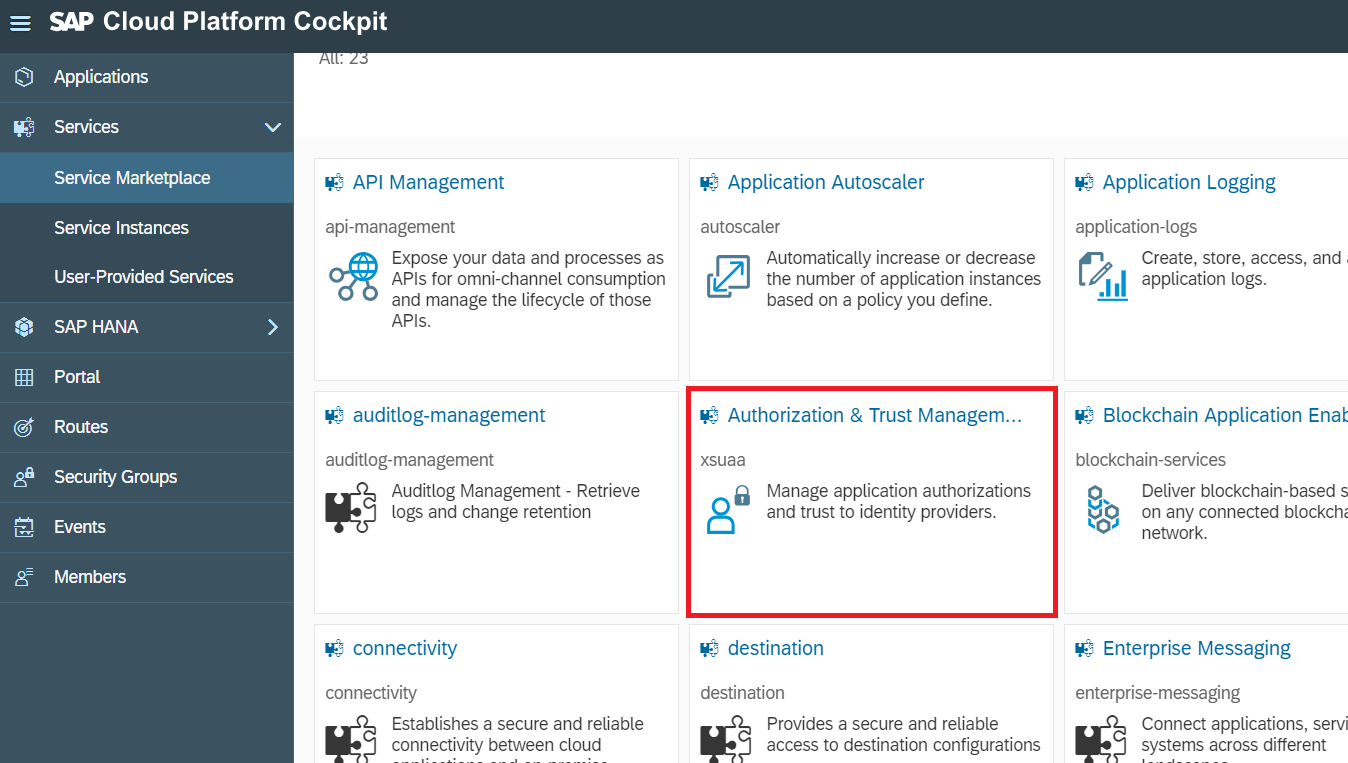 SAP Cloud Platform Cockpit
Applications
Services
Service Marketplace
Service Instances
User-Provided Services
SAP HANA
Portal
Routes
Security Groups
Events
Members
All: 23
API Management
api-management
Expose your data and processes as
APIs for omni-channel consumption
and manage the lifecycle of those
APIs.
Application Autoscaler
autoscaler
Automatically increase or decrease
the number of application instances
based on a policy you define.
Application Logging
application-logs
Create, store, access, and
application logs.
auditlog-management
auditlog-management
Auditlog Management - Retrieve
logs and change retention
Authorization & Trust Managem...
xsuaa
Manage application authorizations
and trust to identity providers.
Blockchain Application Enab
blockchain-services
Deliver blockchain-based s
on any connected blockcha
network.
connectivity
connectivity
Establishes a secure and reliable
connectivity between cloud
applications and on-premise
destination
destination
Provides a secure and reliable
access to destination configurations
Enterprise Messaging
enterprise-messaging
Connect applications, servi
systems across different
landscapes.